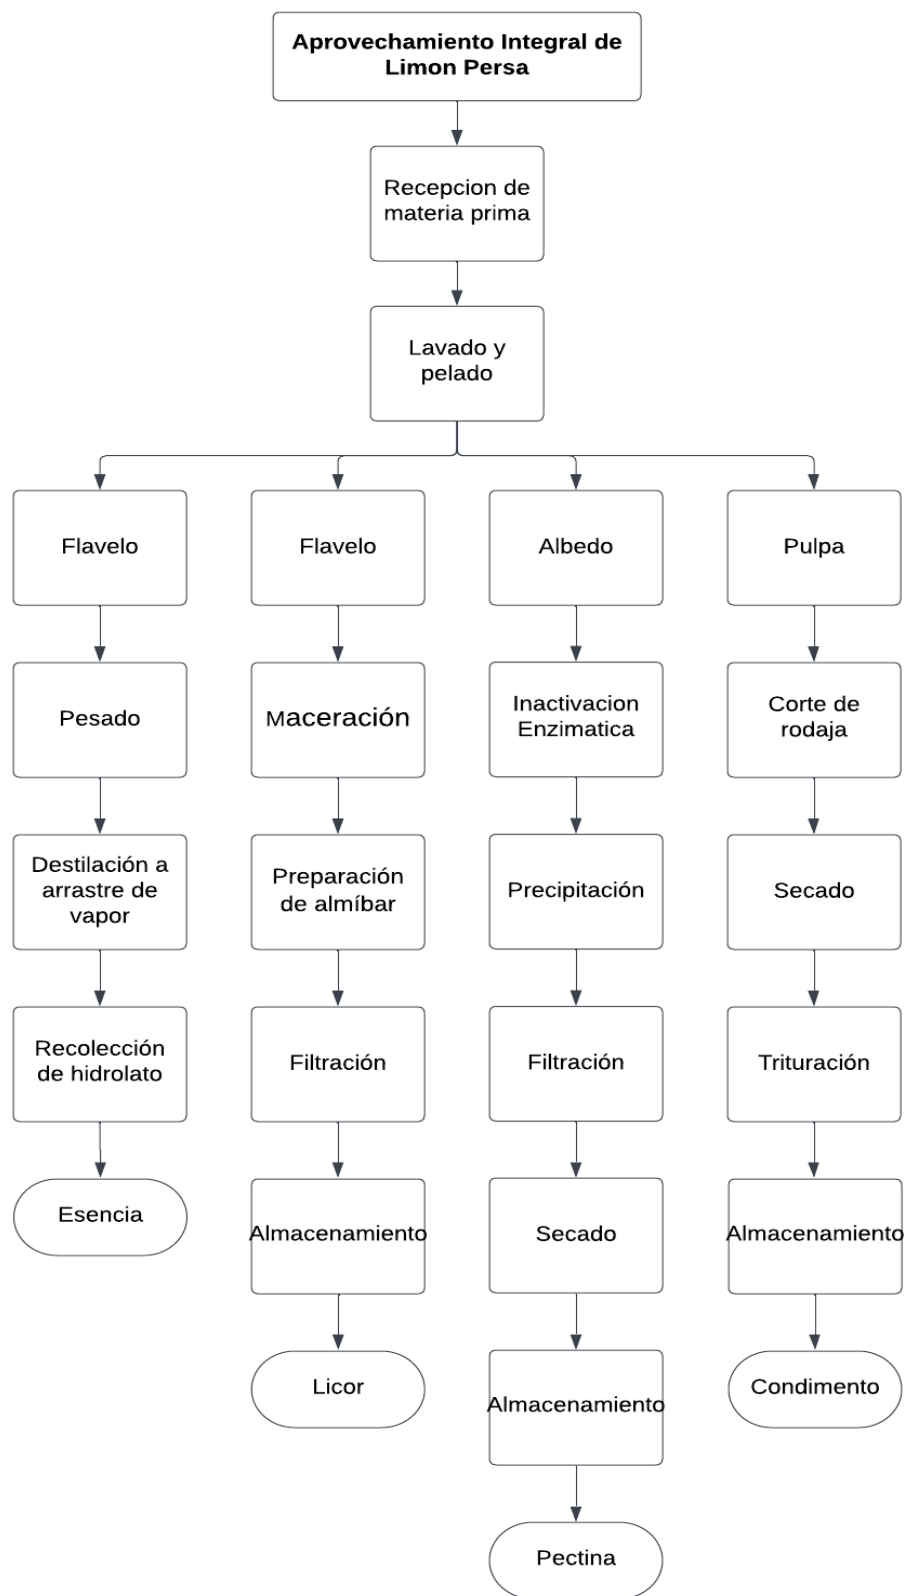 Aprovechamiento Integral de
Limon Persa
Recepcion de
materia prima
Lavado y
pelado
Flavelo
Flavelo
Albedo
Pulpa
Pesado
Maceración
Inactivacion
Enzimatica
Corte de
rodaja
Destilación a
arrastre de
vapor
Preparación
de almíbar
Precipitación
Secado
Recolección
de hidrolato
Filtración
Filtración
Trituración
Esencia
Almacenamiento
Secado
Almacenamiento
Licor
Almacenamiento
Condimento
Pectina